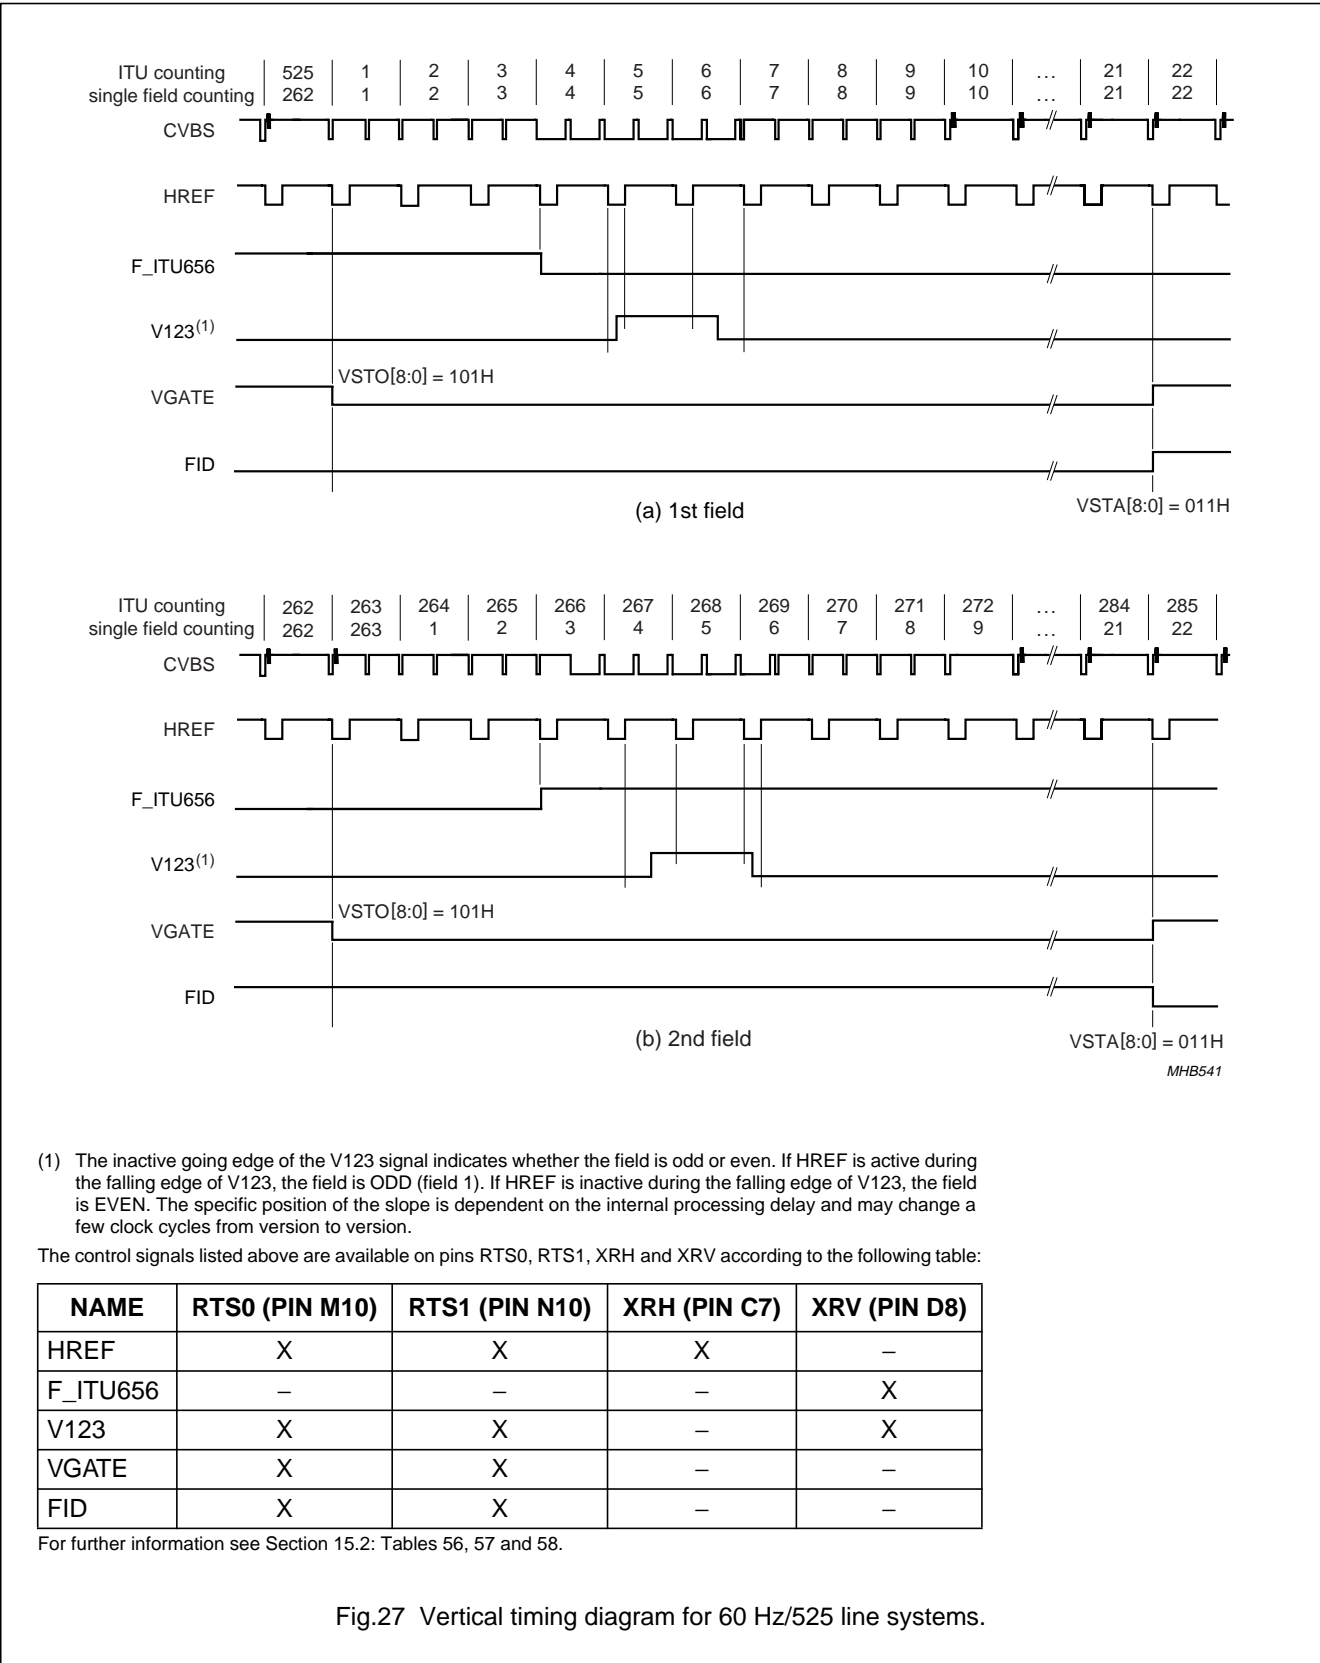 ITU counting 525 1 2 3 4 5 6 7 8 9 10 ... 21 22
single field counting 262 1 2 3 4 5 6 7 8 9 10 ... 21 22
CVBS
HREF
F_ITU656
V123(1)
VSTO[8:0] = 101H
VGATE
FID
VSTA[8:0] = 011H
(a) 1st field
ITU counting 262 263 264 265 266 267 268 269 270 271 272 ... 284 285
single field counting 262 263 1 2 3 4 5 6 7 8 9 ... 21 22
CVBS
HREF
F_ITU656
V123(1)
VSTO[8:0] = 101H
VGATE
FID
(b) 2nd field
VSTA[8:0] = 011H
MHB541
(1) The inactive going edge of the V123 signal indicates whether the field is odd or even. If HREF is active during
the falling edge of V123, the field is ODD (field 1). If HREF is inactive during the falling edge of V123, the field
is EVEN. The specific position of the slope is dependent on the internal processing delay and may change a
few clock cycles from version to version.
The control signals listed above are available on pins RTS0, RTS1, XRH and XRV according to the following table:
NAME RTS0 (PIN M10) RTS1 (PIN N10) XRH (PIN C7) XRV (PIN D8)
HREF X X X –
F_ITU656 – – – X
V123 X X – X
VGATE X X – –
FID X X – –
For further information see Section 15.2: Tables 56, 57 and 58.
Fig.27 Vertical timing diagram for 60 Hz/525 line systems.